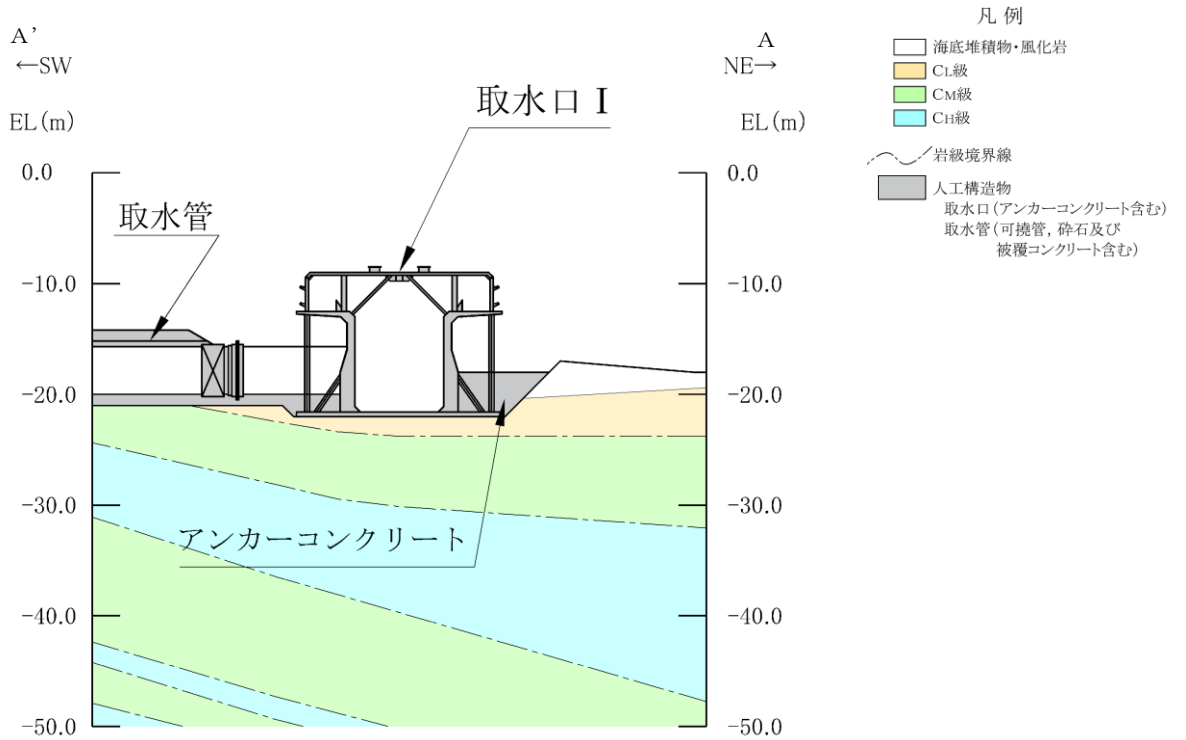 A’
←SW
EL(m)
A
NE→
EL(m)
取水口 I
取水管
アンカーコンクリート
0.0
-10.0
-20.0
-30.0
-40.0
-50.0
0.0
-10.0
-20.0
-30.0
-40.0
-50.0
凡 例
海底堆積物・風化岩
CL級
CM級
CH級
岩級境界線
人工構造物
取水口(アンカーコンクリート含む)
取水管(可撓管, 砕石及び
被覆コンクリート含む)